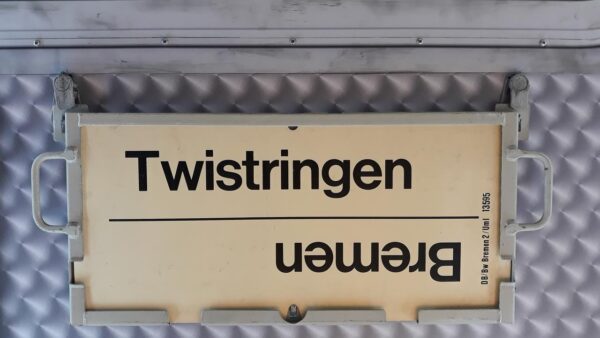 Twistringen
Bremen
DB/Bw Bremen 2/Uml 13595